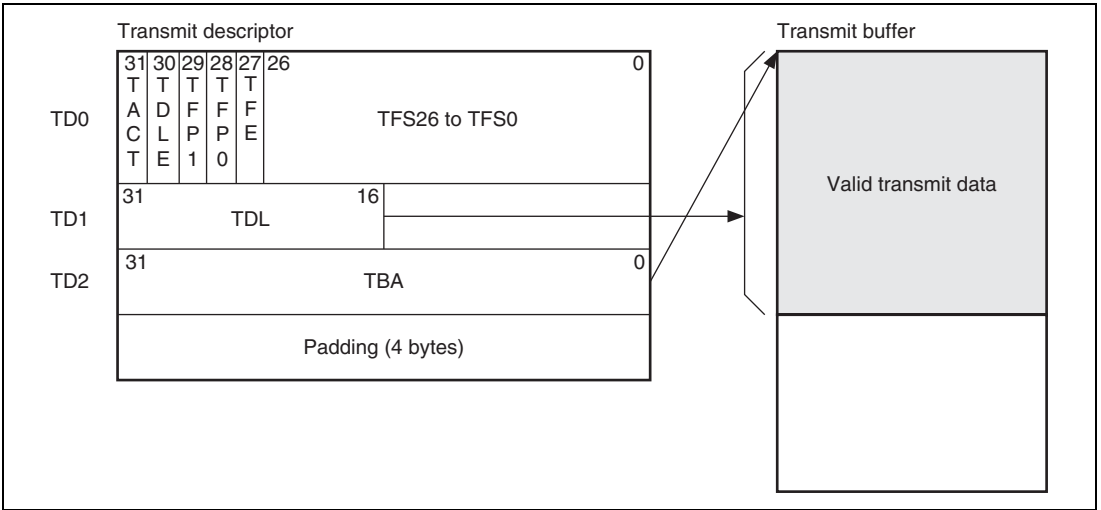 Transmit descriptor
Transmit buffer
31 30 29 28 27 26 0
T T T T T
A D F F F
C L P P E
T E 1 0
TD0
TFS26 to TFS0
Valid transmit data
31 16
TD1
TDL
31 0
TD2
TBA
Padding (4 bytes)